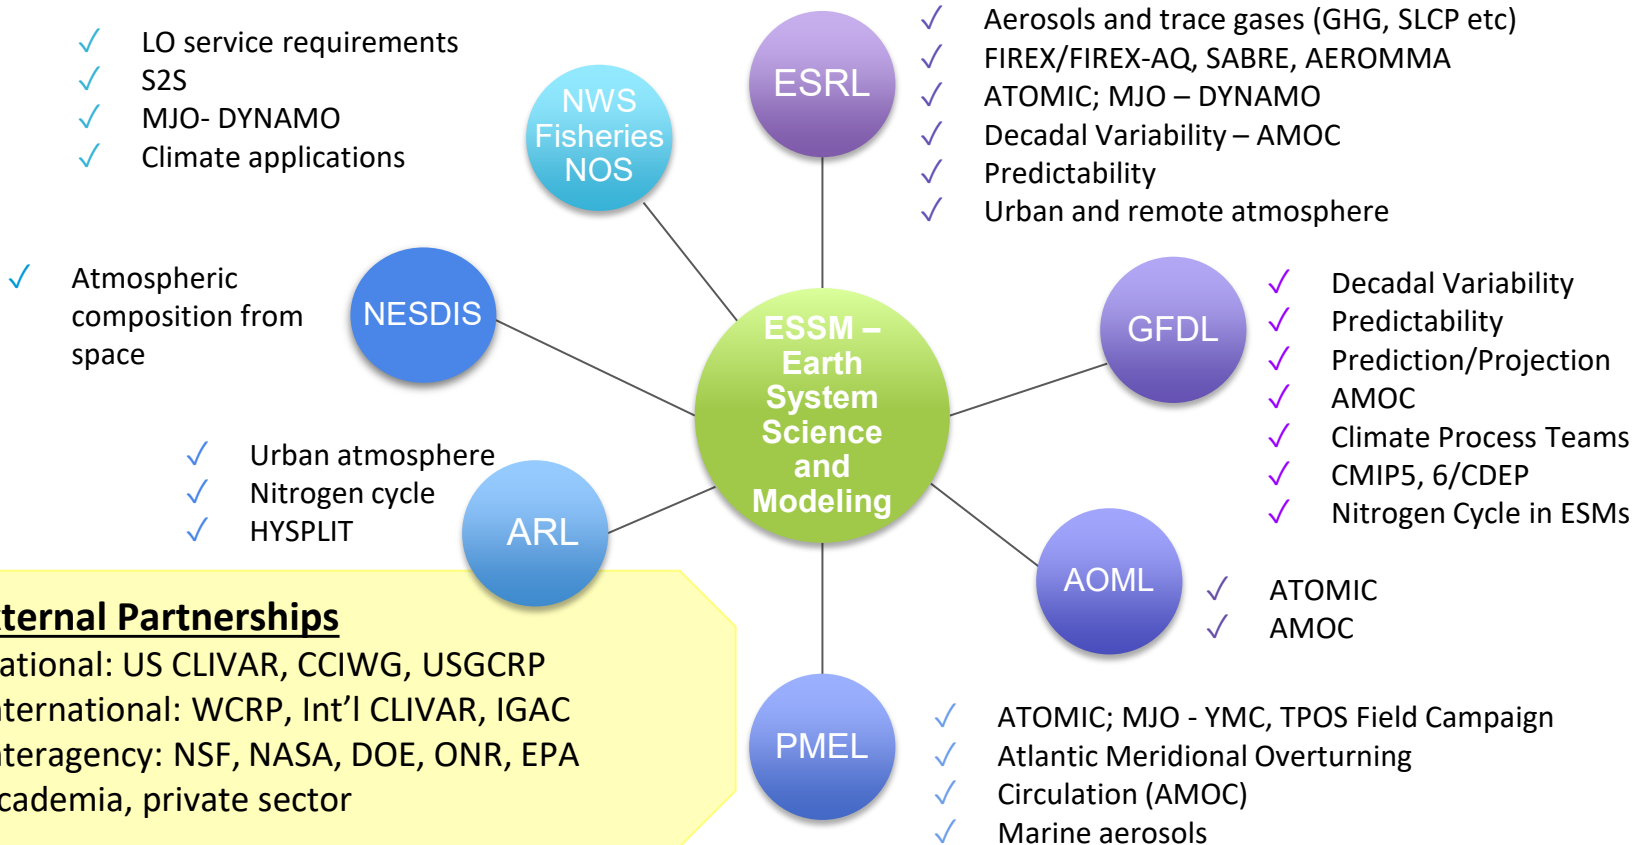 ✓ LO service requirements
✓ S2S
✓ MJO- DYNAMO
✓ Climate applications
NWS
Fisheries
NOS
ESRL
✓ Aerosols and trace gases (GHG, SLCP etc)
✓ FIREX/FIREX-AQ, SABRE, AEROMMA
✓ ATOMIC; MJO – DYNAMO
✓ Decadal Variability – AMOC
✓ Predictability
✓ Urban and remote atmosphere
✓ Atmospheric
composition from
space
NESDIS
ESSM –
Earth
System
Science
and
Modeling
GFDL
✓ Decadal Variability
✓ Predictability
✓ Prediction/Projection
✓ AMOC
✓ Climate Process Teams
✓ CMIP5, 6/CDEP
✓ Nitrogen Cycle in ESMs
✓ Urban atmosphere
✓ Nitrogen cycle
✓ HYSPLIT
ARL
AOML
✓ ATOMIC
✓ AMOC
ternal Partnerships
ational: US CLIVAR, CCIWG, USGCRP
ternational: WCRP, Int'l CLIVAR, IGAC
teragency: NSF, NASA, DOE, ONR, EPA
cademia, private sector
PMEL
✓ ATOMIC; MJO - YMC, TPOS Field Campaign
✓ Atlantic Meridional Overturning
✓ Circulation (AMOC)
✓ Marine aerosols